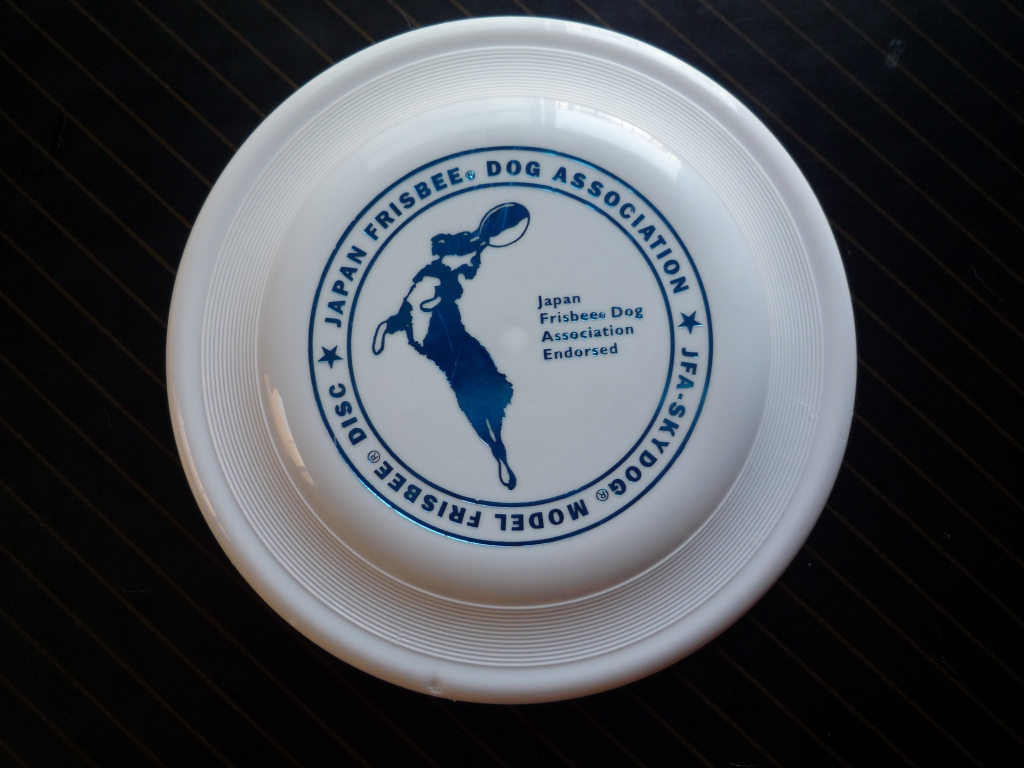 ★ JAPAN FRISBEE® DOG ASSOCIATION ★ JFA-SKYDOG® MODEL FRISBEE® DISC
Japan
Frisbee® Dog
Association
Endorsed